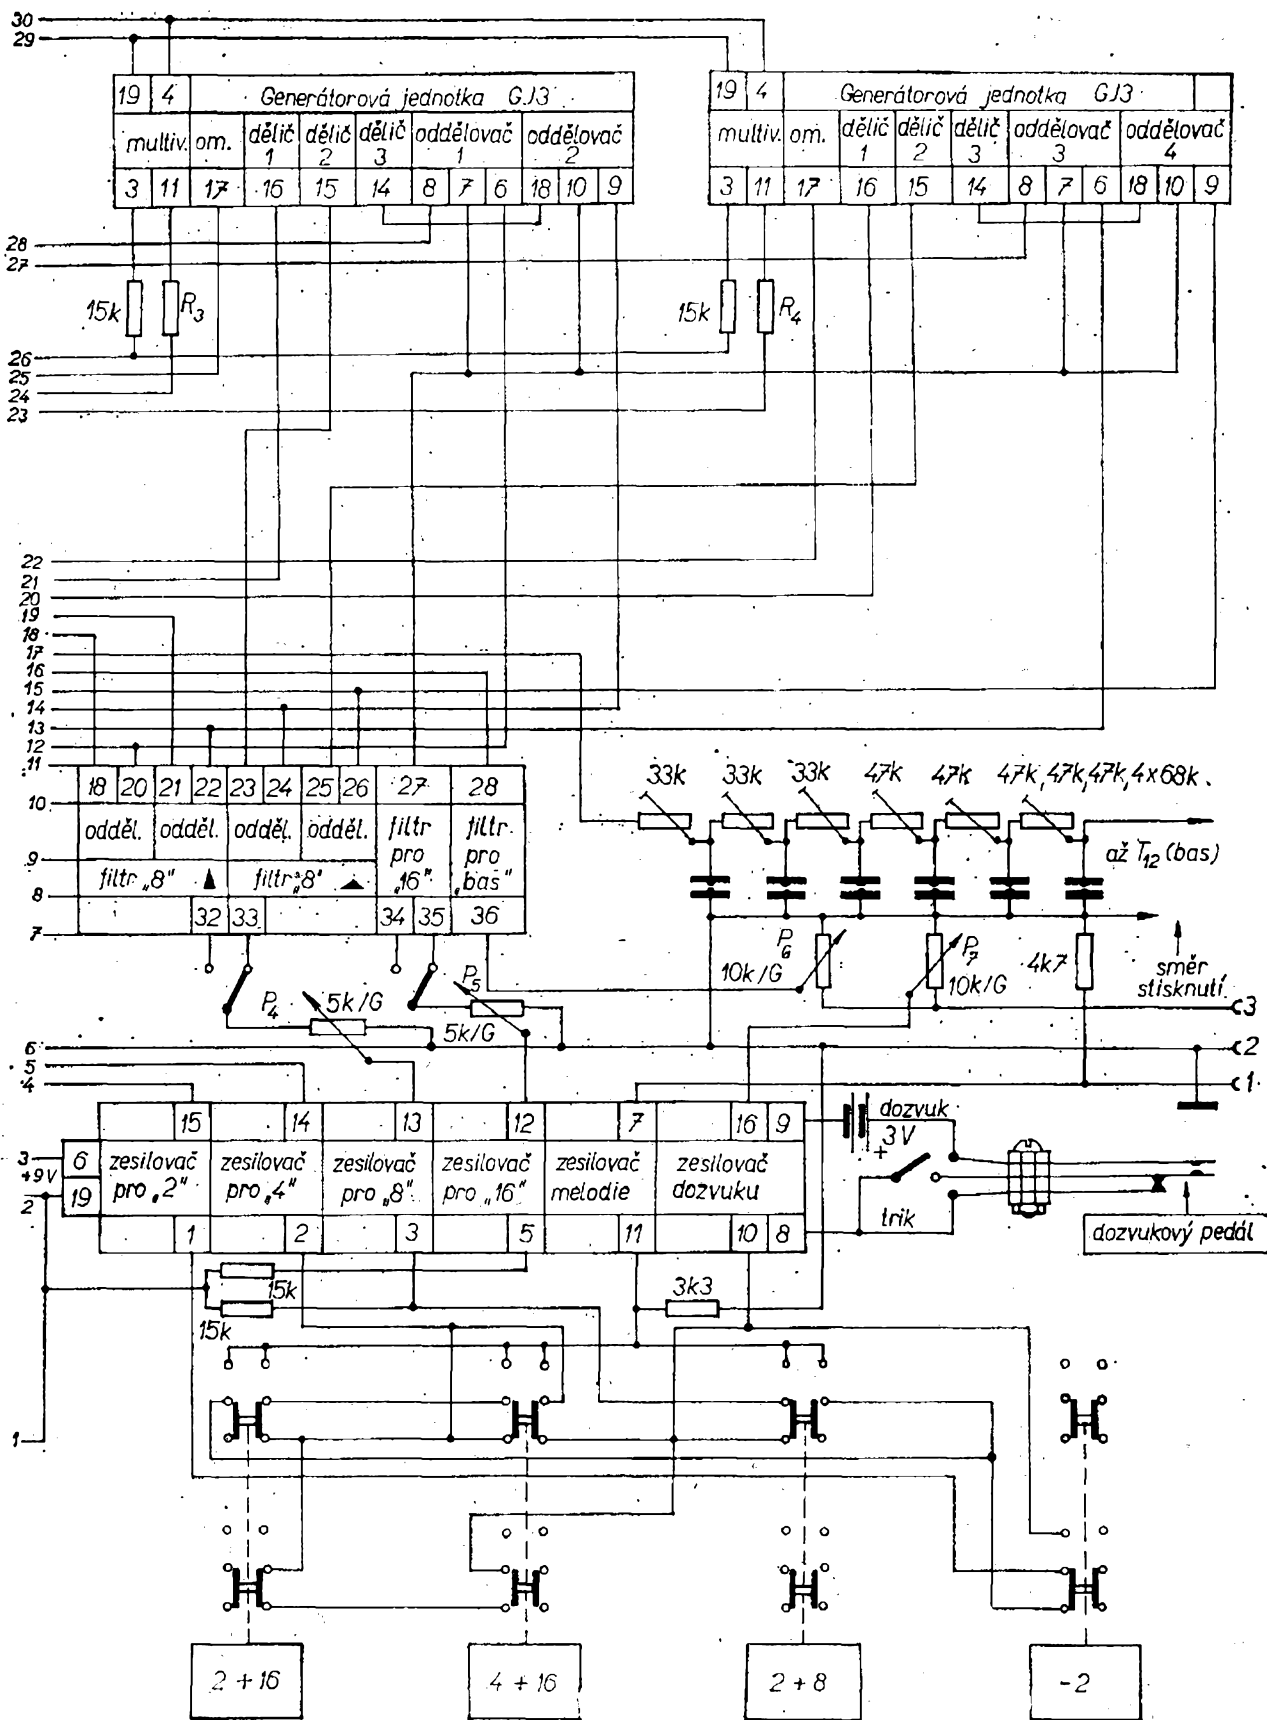 30
29
19 4 Generátorová jednotka GJ3
multiv. om. dělič 1 dělič 2 dělič 3 oddělovač 1 oddělovač 2
3 11 17 16 15 14 8 7 6 18 10 9
19 4 Generátorová jednotka GJ3
multiv. om. dělič 1 dělič 2 dělič 3 oddělovač 3 oddělovač 4
3 11 17 16 15 14 8 7 6 18 10 9
28
27
15k R3
15k R4
26
25
24
23
22
21
20
19
18
17
16
15
14
13
12
11
10
9
8
7
18 20 21 22 23 24 25 26 27 28
odděl. odděl. odděl. odděl.
filtr „8" filtr „8"
filtr pro „16"
filtr pro „bas"
32 33 34 35 36
33k 33k 33k 47k 47k 47k, 47k, 47k, 4x68k.
až T12 (bas)
P6
10k/G
P7
10k/G
4k7
směr
stisknutí
3
2
1
P4 5k/G
P5
5k/G
6
5
4
3
+9V
2
1
15 14 13 12 7 16 9
6
19
zesilovač pro „2"
zesilovač pro „4"
zesilovač pro „8"
zesilovač pro „16"
zesilovač melodie
zesilovač dozvuku
1 2 3 5 11 10 8
dozvuk
3V
+
trik
dozvukový pedál
15k
15k
3k3
2 + 16
4 + 16
2 + 8
-2